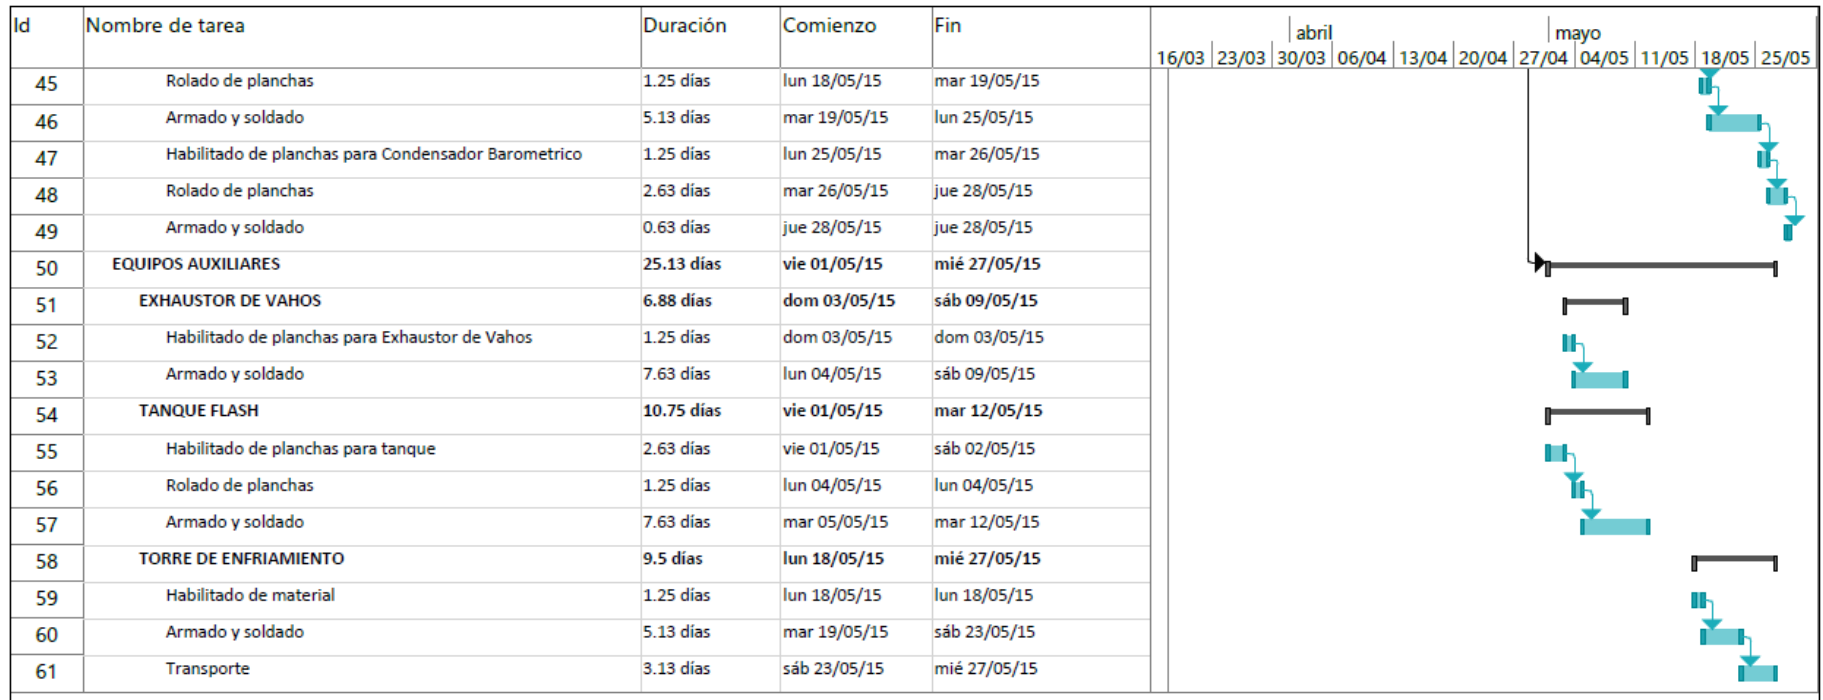 Id Nombre de tarea Duración Comienzo Fin
abril mayo
16/03 23/03 30/03 06/04 13/04 20/04 27/04 04/05 11/05 18/05 25/05
45 Rolado de planchas 1.25 días lun 18/05/15 mar 19/05/15
46 Armado y soldado 5.13 días mar 19/05/15 lun 25/05/15
47 Habilitado de planchas para Condensador Barometrico 1.25 días lun 25/05/15 mar 26/05/15
48 Rolado de planchas 2.63 días mar 26/05/15 jue 28/05/15
49 Armado y soldado 0.63 días jue 28/05/15 jue 28/05/15
50 EQUIPOS AUXILIARES 25.13 días vie 01/05/15 mié 27/05/15
51 EXHAUSTOR DE VAHOS 6.88 días dom 03/05/15 sáb 09/05/15
52 Habilitado de planchas para Exhaustor de Vahos 1.25 días dom 03/05/15 dom 03/05/15
53 Armado y soldado 7.63 días lun 04/05/15 sáb 09/05/15
54 TANQUE FLASH 10.75 días vie 01/05/15 mar 12/05/15
55 Habilitado de planchas para tanque 2.63 días vie 01/05/15 sáb 02/05/15
56 Rolado de planchas 1.25 días lun 04/05/15 lun 04/05/15
57 Armado y soldado 7.63 días mar 05/05/15 mar 12/05/15
58 TORRE DE ENFRIAMIENTO 9.5 días lun 18/05/15 mié 27/05/15
59 Habilitado de material 1.25 días lun 18/05/15 lun 18/05/15
60 Armado y soldado 5.13 días mar 19/05/15 sáb 23/05/15
61 Transporte 3.13 días sáb 23/05/15 mié 27/05/15